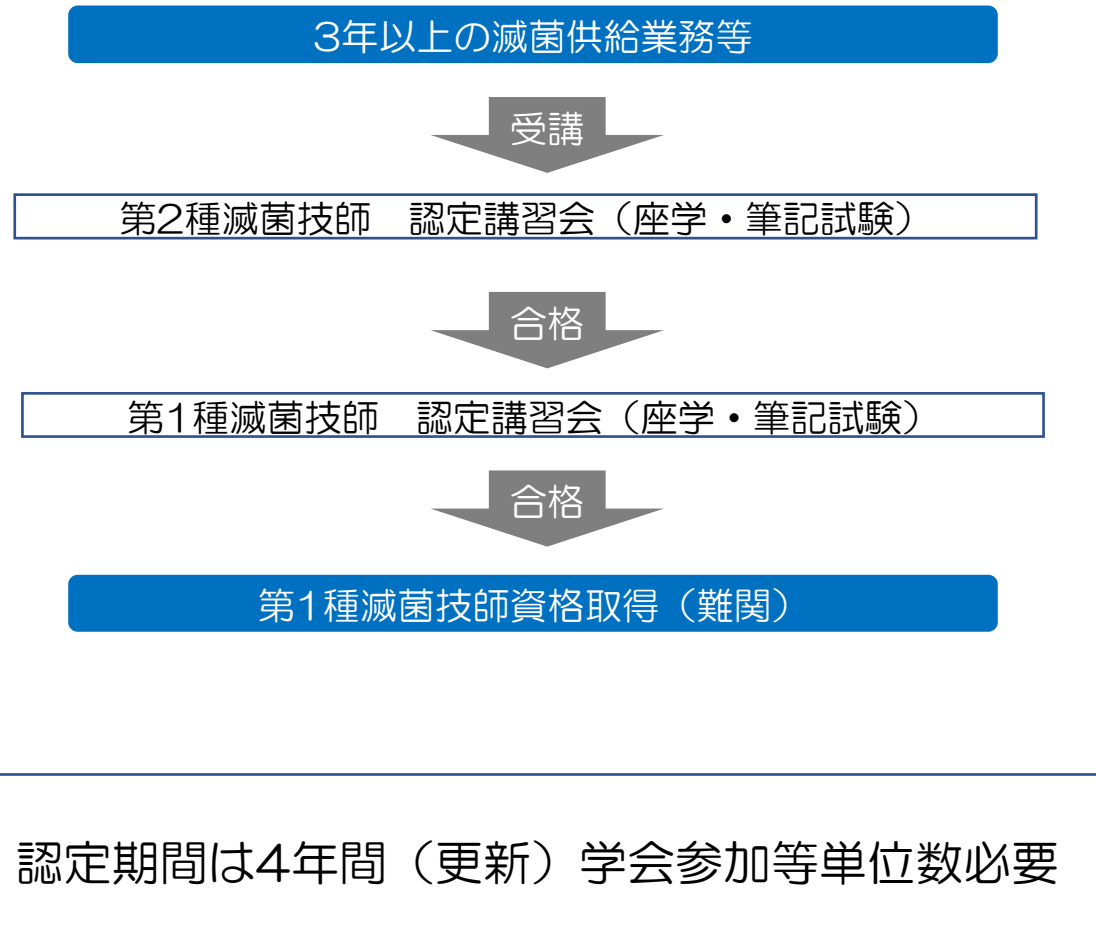 3年以上の滅菌供給業務等
受講
第2種滅菌技師　認定講習会（座学・筆記試験）
合格
第1種滅菌技師　認定講習会（座学・筆記試験）
合格
第1種滅菌技師資格取得（難関）
認定期間は4年間（更新）学会参加等単位数必要